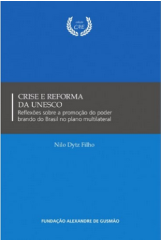 CAE
CRISE E REFORMA
DA UNESCO
Reflexões sobre a promoção do poder
brando do Brasil no plano multilateral
Nilo Dytz Filho
FUNDAÇÃO ALEXANDRE DE GUSMÃO